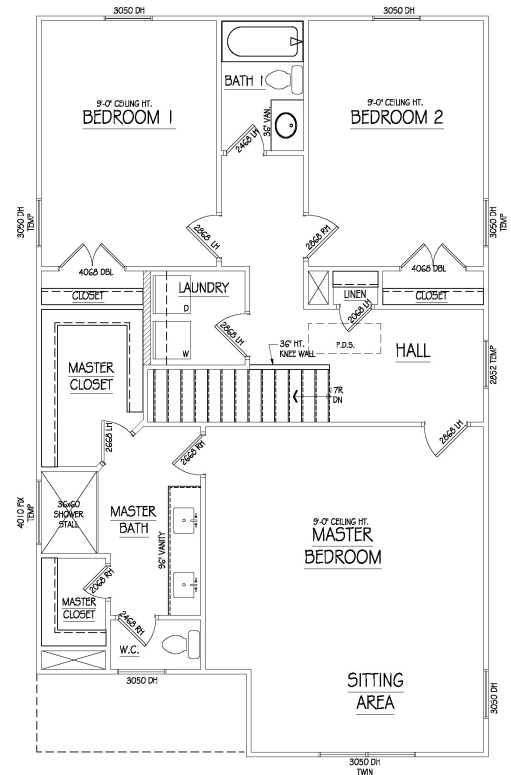 3050 DH
3050 DH
BATH 1
9'-0" CEILING HT.
BEDROOM 1
9'-0" CEILING HT.
BEDROOM 2
36" VAN.
2468 LH
3050 DH
TEMP
2868 LH
2868 RH
3050 DH
TEMP
4068 DBL
4068 DBL
CLOSET
LAUNDRY
D
W
2868 LH
LINEN
2068 LH
CLOSET
36" HT.
KNEE WALL
P.D.S.
HALL
2852 TEMP
MASTER
CLOSET
7R
DN
2668 LH
2668 RH
2868 LH
4010 FIX
TEMP
36x60
SHOWER
STALL
MASTER
BATH
96" VANITY
9'-0" CEILING HT.
MASTER
BEDROOM
2068 RH
MASTER
CLOSET
2468 RH
W.C.
3050 DH
SITTING
AREA
3050 DH
3050 DH
TWIN